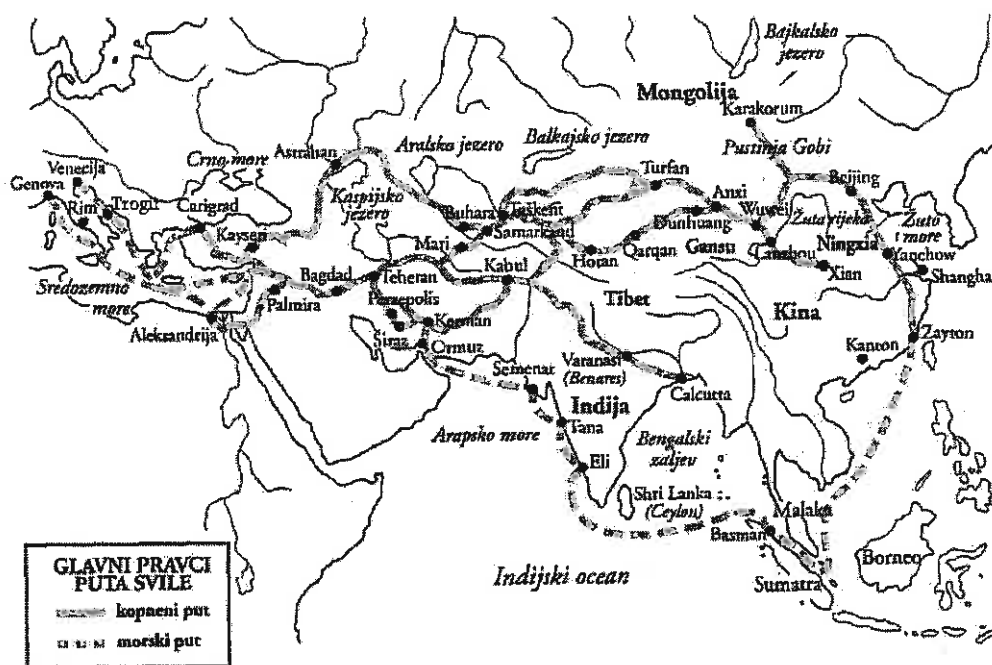 Bajkalsko
jezero
Mongolija
Karakorum
Pustinja Gobi
Astrahan
Aralsko jezero
Balkajsko jezero
Crno more
Venecija
Genova
Rim
Trogir
Carigrad
Kaspijsko
jezero
Turfan
Anxi
Beijing
Buhara
Taškent
Dunhuang
Wuwei
Žuta rijeka
Žuto
more
Kaysen
Mari
Samarkand
Hotan
Qarqan
Gansu
Lanzhou
Ningxia
Yanchow
Bagdad
Teheran
Kabul
Xian
Shanghai
Sredozemno
more
Palmira
Persepolis
Kerman
Tibet
Kina
Aleksandrija
Širaz
Ormuz
Kanton
Zayton
Semenat
Varanasi
(Benares)
Calcutta
Indija
Tana
Arapsko more
Bengalski
zaljev
Eli
Shri Lanka
(Ceylon)
Malaka
Basman
Borneo
Sumatra
Indijski ocean
GLAVNI PRAVCI
PUTA SVILE
kopneni put
morski put